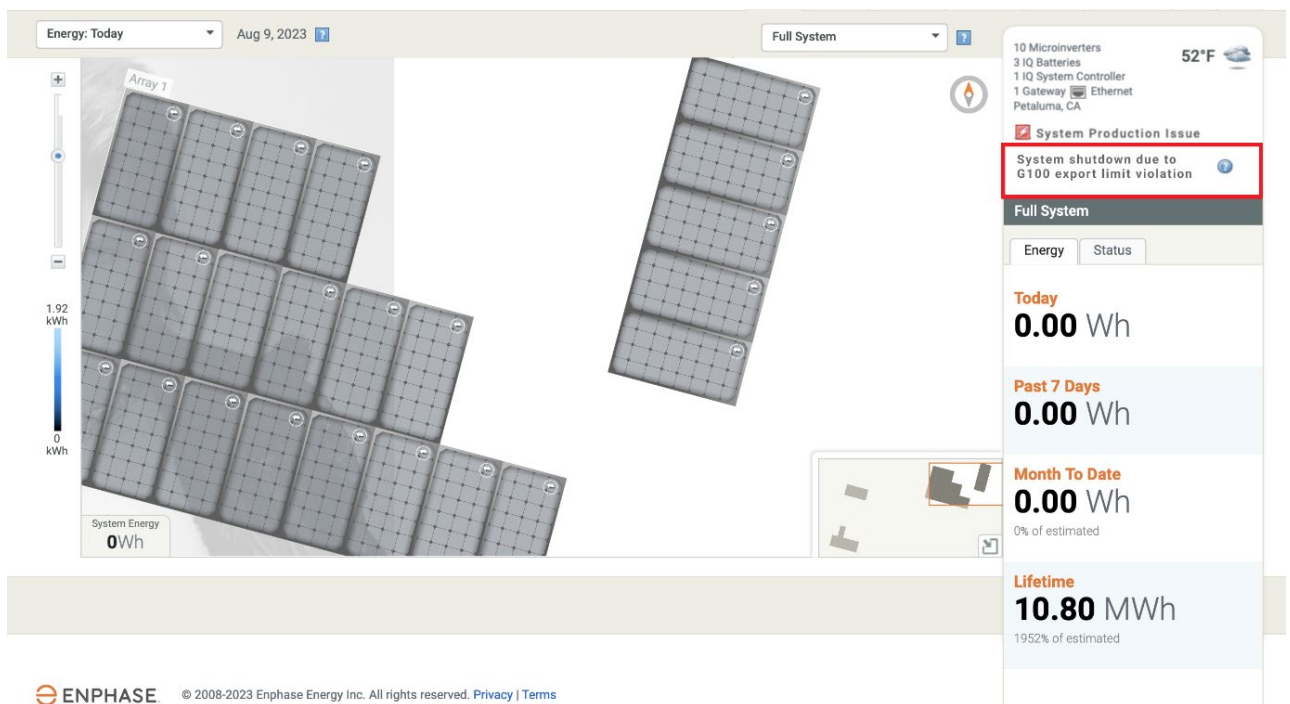 Energy: Today
Aug 9, 2023
?
Full System
?
10 Microinverters
3 IQ Batteries
1 IQ System Controller
1 Gateway Ethernet
Petaluma, CA
52°F
System Production Issue
System shutdown due to
G100 export limit violation
?
Full System
Energy
Status
Today
0.00 Wh
Past 7 Days
0.00 Wh
Month To Date
0.00 Wh
0% of estimated
Lifetime
10.80 MWh
1952% of estimated
Array 1
1.92
kWh
0
kWh
System Energy
0Wh
ENPHASE.
© 2008-2023 Enphase Energy Inc. All rights reserved. Privacy | Terms